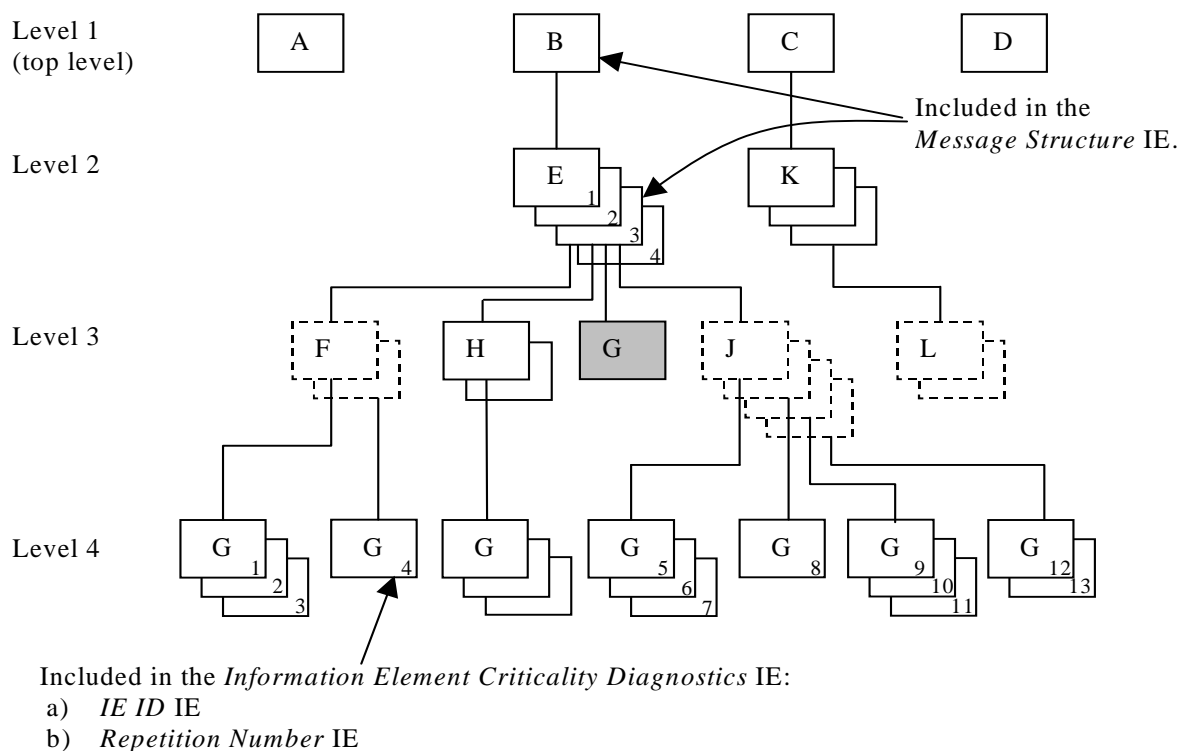 Level 1
(top level)
A
B
C
D
Included in the
Message Structure IE.
Level 2
E
1
2
3
4
K
Level 3
F
H
G
J
L
Level 4
G
1
2
3
G
4
G
G
5
6
7
G
8
G
9
10
11
G
12
13
Included in the Information Element Criticality Diagnostics IE:
a) IE ID IE
b) Repetition Number IE